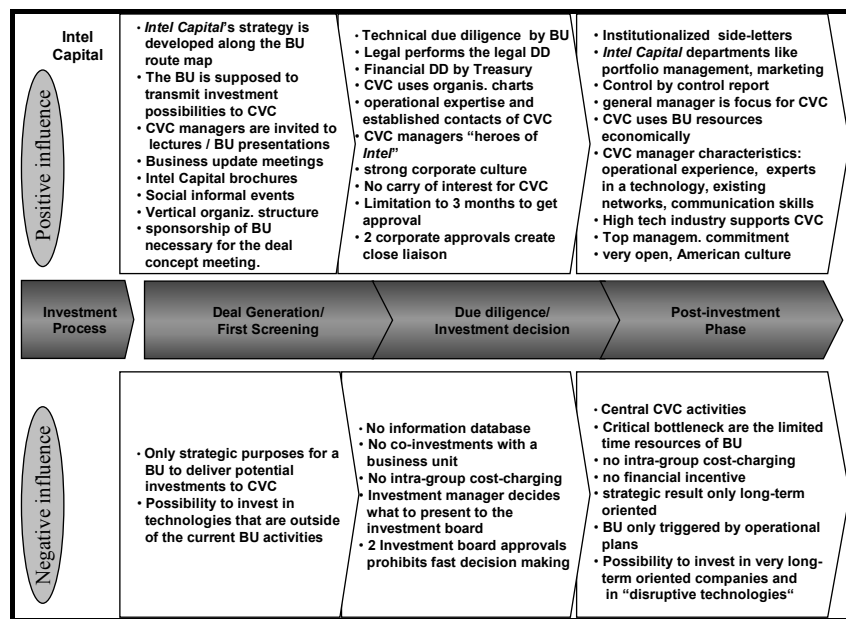 Intel
Capital
Positive influence
• Intel Capital's strategy is
developed along the BU
route map
• The BU is supposed to
transmit investment
possibilities to CVC
• CVC managers are invited to
lectures / BU presentations
• Business update meetings
• Intel Capital brochures
• Social informal events
• Vertical organiz. structure
• sponsorship of BU
necessary for the deal
concept meeting.
• Technical due diligence by BU
• Legal performs the legal DD
• Financial DD by Treasury
• CVC uses organis. charts
• operational expertise and
established contacts of CVC
• CVC managers “heroes of
Intel”
• strong corporate culture
• No carry of interest for CVC
• Limitation to 3 months to get
approval
• 2 corporate approvals create
close liaison
• Institutionalized side-letters
• Intel Capital departments like
portfolio management, marketing
• Control by control report
• general manager is focus for CVC
• CVC uses BU resources
economically
• CVC manager characteristics:
operational experience, experts
in a technology, existing
networks, communication skills
• High tech industry supports CVC
• Top managem. commitment
• very open, American culture
Investment
Process
Deal Generation/
First Screening
Due diligence/
Investment decision
Post-investment
Phase
Negative influence
• Only strategic purposes for a
BU to deliver potential
investments to CVC
• Possibility to invest in
technologies that are outside
of the current BU activities
• No information database
• No co-investments with a
business unit
• No intra-group cost-charging
• Investment manager decides
what to present to the
investment board
• 2 Investment board approvals
prohibits fast decision making
• Central CVC activities
• Critical bottleneck are the limited
time resources of BU
• no intra-group cost-charging
• no financial incentive
• strategic result only long-term
oriented
• BU only triggered by operational
plans
• Possibility to invest in very long-
term oriented companies and
in “disruptive technologies“